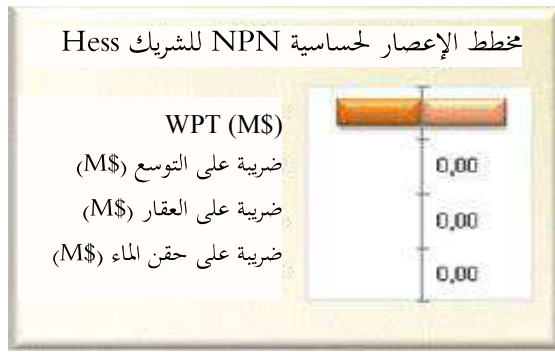 مخطط الإعصار لحساسية NPN للشريك Hess
WPT (M$)
ضريبة على التوسع (M$)
0,00
ضريبة على العقار (M$)
0,00
ضريبة على حقن الماء (M$)
0,00